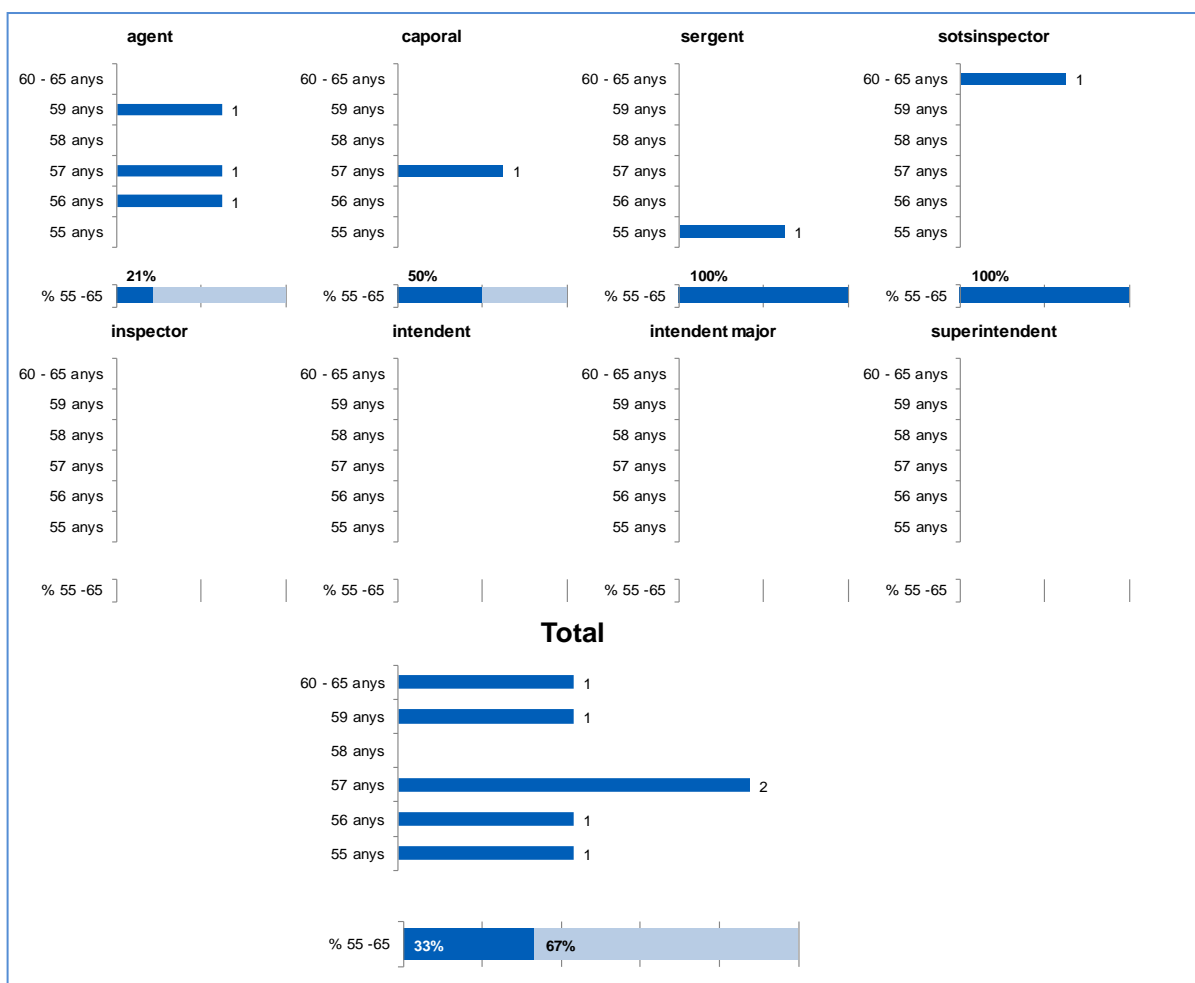 agent
60 - 65 anys
59 anys 1
58 anys
57 anys 1
56 anys 1
55 anys
21%
% 55 -65
caporal
60 - 65 anys
59 anys
58 anys
57 anys 1
56 anys
55 anys
50%
% 55 -65
sergent
60 - 65 anys
59 anys
58 anys
57 anys
56 anys
55 anys 1
100%
% 55 -65
sotsinspector
60 - 65 anys 1
59 anys
58 anys
57 anys
56 anys
55 anys
100%
% 55 -65
inspector
60 - 65 anys
59 anys
58 anys
57 anys
56 anys
55 anys
% 55 -65
intendent
60 - 65 anys
59 anys
58 anys
57 anys
56 anys
55 anys
% 55 -65
intendent major
60 - 65 anys
59 anys
58 anys
57 anys
56 anys
55 anys
% 55 -65
superintendent
60 - 65 anys
59 anys
58 anys
57 anys
56 anys
55 anys
% 55 -65
Total
60 - 65 anys 1
59 anys 1
58 anys
57 anys 2
56 anys 1
55 anys 1
% 55 -65 33% 67%